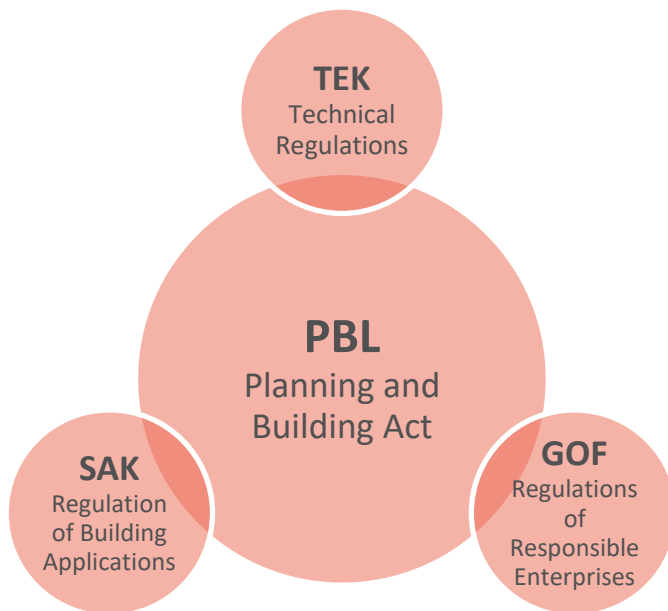 TEK
Technical
Regulations
PBL
Planning and
Building Act
SAK
Regulation
of Building
Applications
GOF
Regulations
of
Responsible
Enterprises